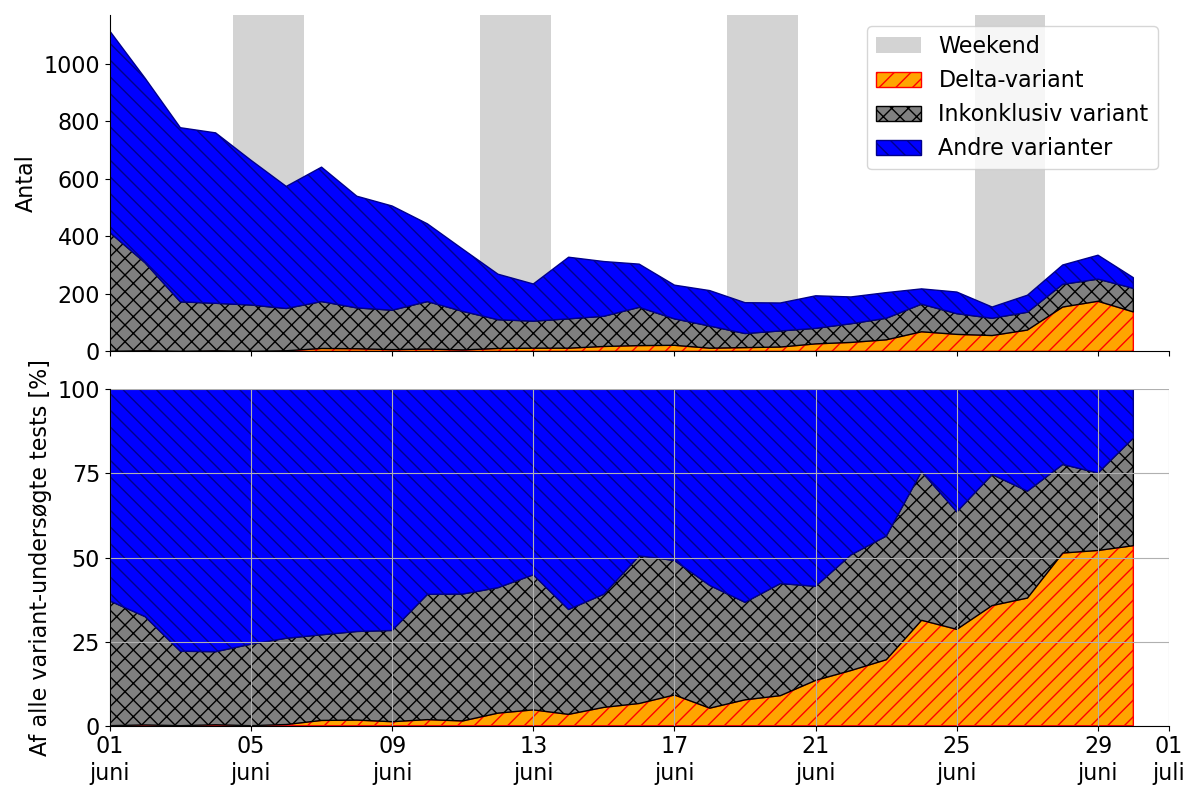 Antal
1000
800
600
400
200
0
Weekend
Delta-variant
Inkonklusiv variant
Andre varianter
Af alle variant-undersøgte tests [%]
100
75
50
25
0
01 05 09 13 17 21 25 29 01
juni juni juni juni juni juni juni juni juli